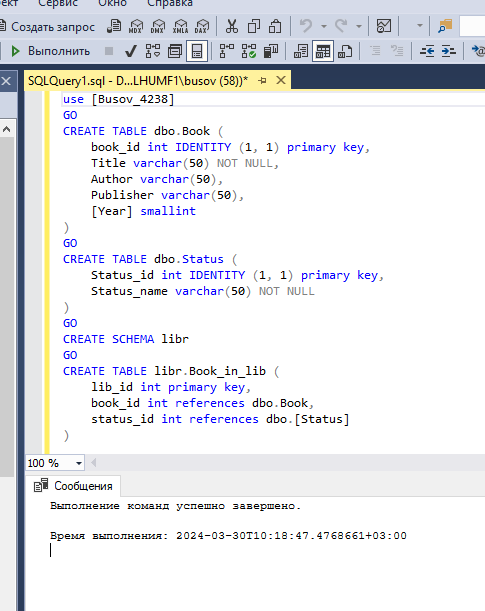 ект Сервис Окно Справка
Создать запрос MDX DMX XMLA DAX
Выполнить
SQLQuery1.sql - D...LHUMF1\busov (58))*
use [Busov_4238]
GO
CREATE TABLE dbo.Book (
book_id int IDENTITY (1, 1) primary key,
Title varchar(50) NOT NULL,
Author varchar(50),
Publisher varchar(50),
[Year] smallint
)
GO
CREATE TABLE dbo.Status (
Status_id int IDENTITY (1, 1) primary key,
Status_name varchar(50) NOT NULL
)
GO
CREATE SCHEMA libr
GO
CREATE TABLE libr.Book_in_lib (
lib_id int primary key,
book_id int references dbo.Book,
status_id int references dbo.[Status]
)
100 %
Сообщения
Выполнение команд успешно завершено.
Время выполнения: 2024-03-30T10:18:47.4768661+03:00